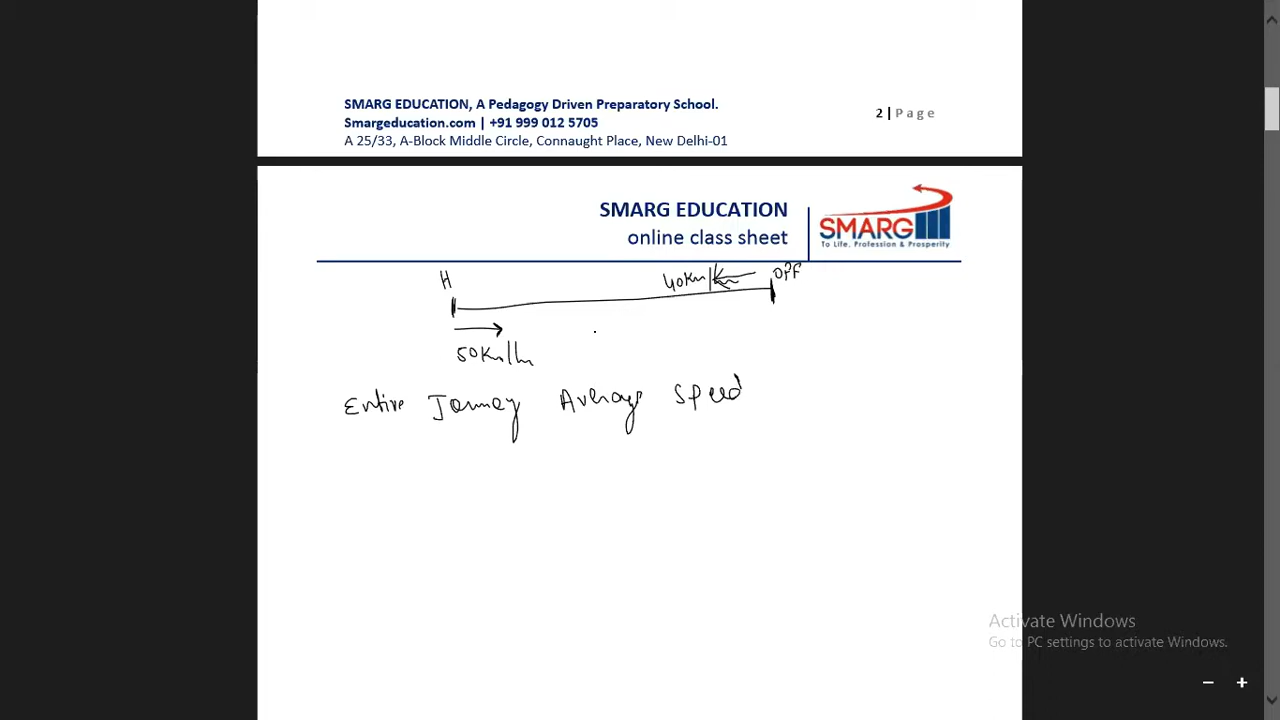 SMARG EDUCATION, A Pedagogy Driven Preparatory School.
Smargeducation.com | +91 999 012 5705
A 25/33, A-Block Middle Circle, Connaught Place, New Delhi-01
2 | Page
SMARG EDUCATION
online class sheet
SMARG
To Life, Profession & Prosperity
H
40Km/
OFF
50Km/hr
Entire Journey Average Speed
Activate Windows
Go to PC settings to activate Windows.